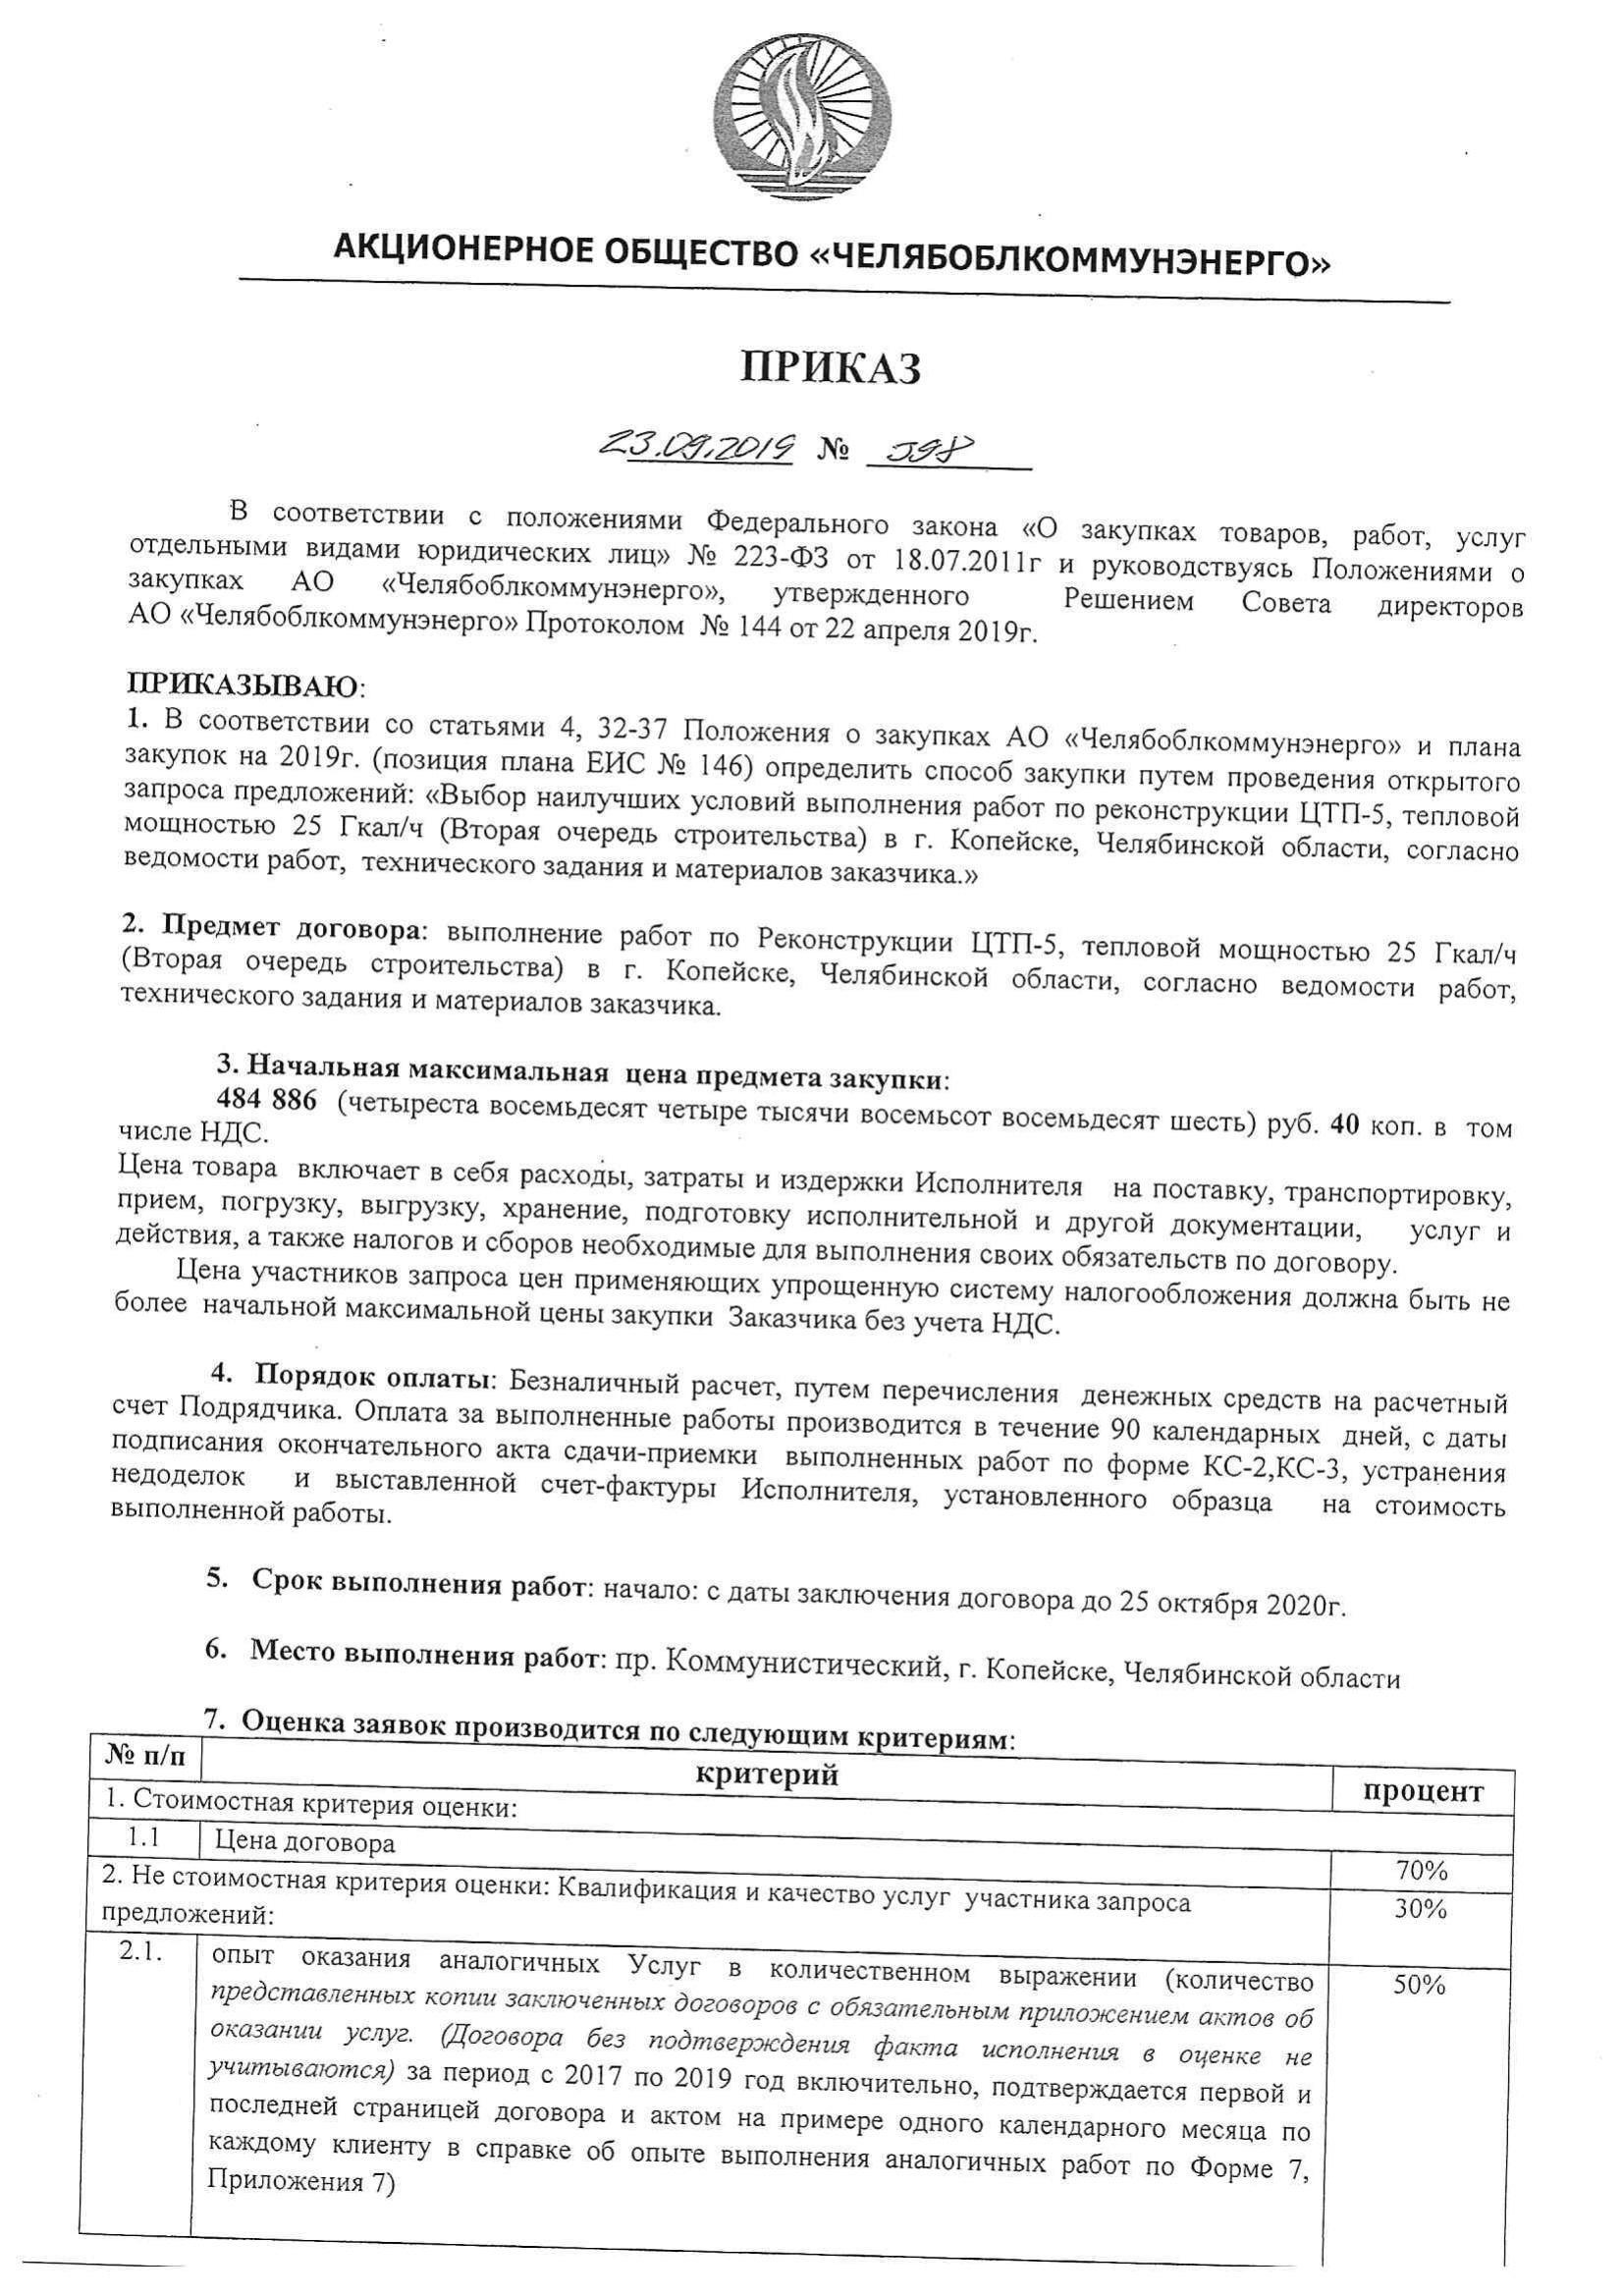 АКЦИОНЕРНОЕ ОБЩЕСТВО «ЧЕЛЯБОБЛКОММУНЭНЕРГО»
ПРИКАЗ
23.09.2019 № 598
В соответствии с положениями Федерального закона «О закупках товаров, работ, услуг
отдельными видами юридических лиц» № 223-ФЗ от 18.07.2011г и руководствуясь Положениями о
закупках АО «Челябоблкоммунэнерго», утвержденного Решением Совета директоров
АО «Челябоблкоммунэнерго» Протоколом № 144 от 22 апреля 2019г.
ПРИКАЗЫВАЮ:
1. В соответствии со статьями 4, 32-37 Положения о закупках АО «Челябоблкоммунэнерго» и плана
закупок на 2019г. (позиция плана ЕИС № 146) определить способ закупки путем проведения открытого
запроса предложений: «Выбор наилучших условий выполнения работ по реконструкции ЦТП-5, тепловой
мощностью 25 Гкал/ч (Вторая очередь строительства) в г. Копейске, Челябинской области, согласно
ведомости работ, технического задания и материалов заказчика.»
2. Предмет договора: выполнение работ по Реконструкции ЦТП-5, тепловой мощностью 25 Гкал/ч
(Вторая очередь строительства) в г. Копейске, Челябинской области, согласно ведомости работ,
технического задания и материалов заказчика.
3. Начальная максимальная цена предмета закупки:
484 886 (четыреста восемьдесят четыре тысячи восемьсот восемьдесят шесть) руб. 40 коп. в том
числе НДС.
Цена товара включает в себя расходы, затраты и издержки Исполнителя на поставку, транспортировку,
прием, погрузку, выгрузку, хранение, подготовку исполнительной и другой документации, услуг и
действия, а также налогов и сборов необходимые для выполнения своих обязательств по договору.
Цена участников запроса цен применяющих упрощенную систему налогообложения должна быть не
более начальной максимальной цены закупки Заказчика без учета НДС.
4. Порядок оплаты: Безналичный расчет, путем перечисления денежных средств на расчетный
счет Подрядчика. Оплата за выполненные работы производится в течение 90 календарных дней, с даты
подписания окончательного акта сдачи-приемки выполненных работ по форме КС-2,КС-3, устранения
недоделок и выставленной счет-фактуры Исполнителя, установленного образца на стоимость
выполненной работы.
5. Срок выполнения работ: начало: с даты заключения договора до 25 октября 2020г.
6. Место выполнения работ: пр. Коммунистический, г. Копейске, Челябинской области
7. Оценка заявок производится по следующим критериям:
№ п/п критерий процент
1. Стоимостная критерия оценки:
1.1 Цена договора 70%
2. Не стоимостная критерия оценки: Квалификация и качество услуг участника запроса 30%
предложений:
2.1. опыт оказания аналогичных Услуг в количественном выражении (количество 50%
представленных копии заключенных договоров с обязательным приложением актов об
оказании услуг. (Договора без подтверждения факта исполнения в оценке не
учитываются) за период с 2017 по 2019 год включительно, подтверждается первой и
последней страницей договора и актом на примере одного календарного месяца по
каждому клиенту в справке об опыте выполнения аналогичных работ по Форме 7,
Приложения 7)